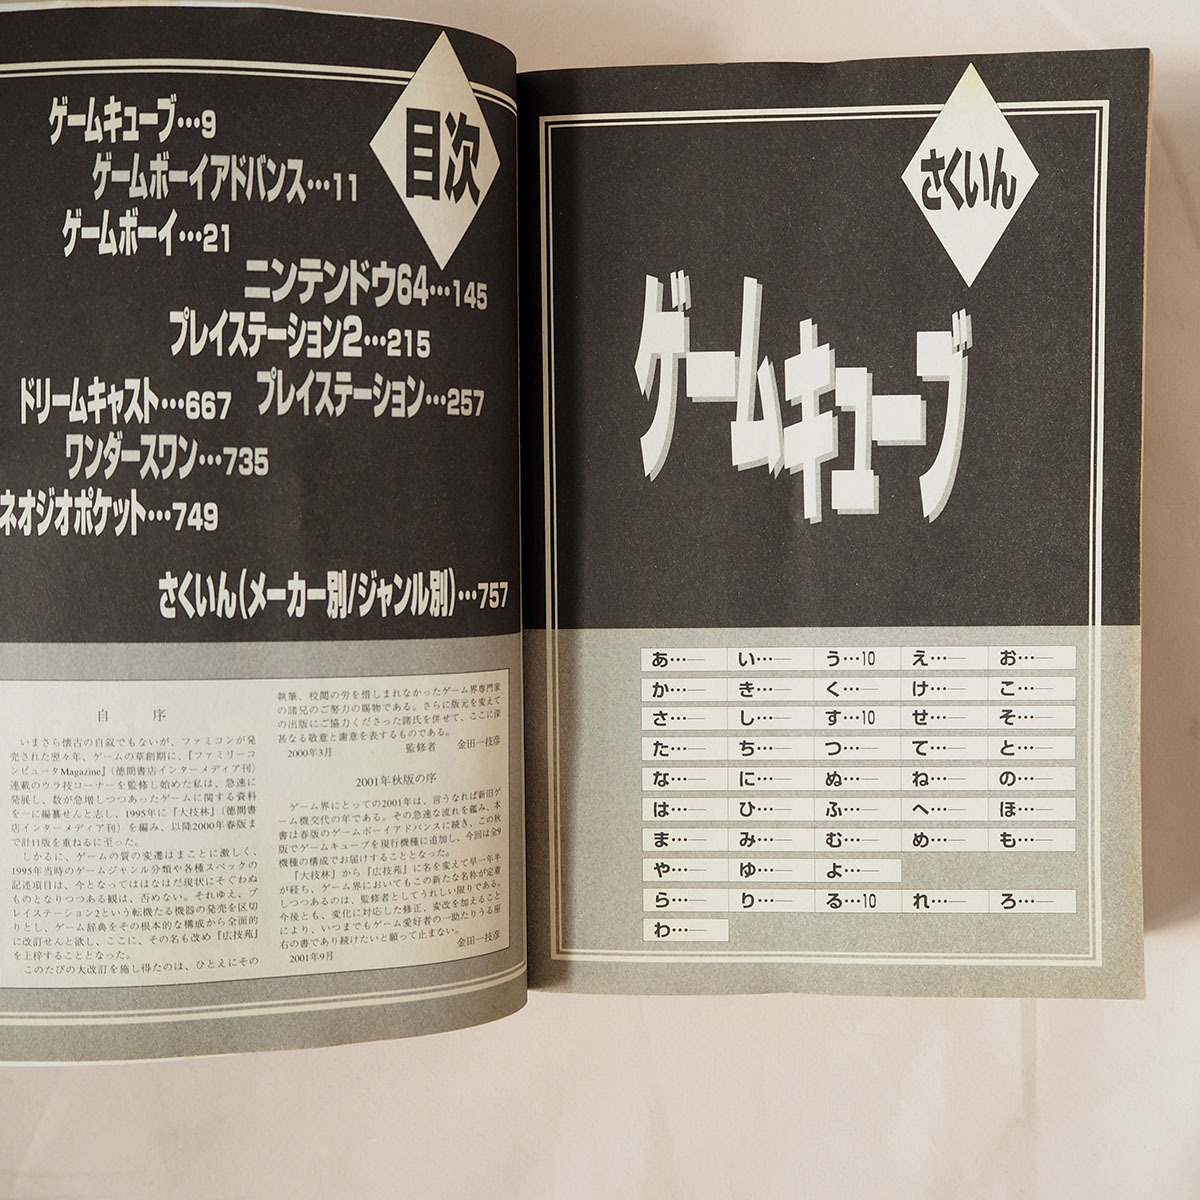 目次
ゲームキューブ…9
ゲームボーイアドバンス…11
ゲームボーイ…21
ニンテンドウ64…145
プレイステーション2…215
プレイステーション…257
ドリームキャスト…667
ワンダースワン…735
ネオジオポケット…749
さくいん(メーカー別/ジャンル別)…757
自 序
いまさら懐古の自叙でもないが、ファミコンが発
売された翌々年、ゲームの草創期に、『ファミリーコ
ンピュータMagazine』(徳間書店インターメディア刊)
連載のウラ技コーナーを監修し始めた私は、急速に
発展し、数が急増しつつあったゲームに関する資料
を一に編纂せんと志し、1995年に『大技林』(徳間書
店インターメディア刊)を編み、以降2000年春版ま
で計11版を重ねるに至った。
しかるに、ゲームの質の変遷はまことに激しく、
1995年当時のゲームジャンル分類や各種スペックの
記述項目は、今となってははなはだ現状にそぐわぬ
ものとなりつつある観は、否めない。それゆえ、プ
レイステーション2という転機たる機器の発売を区切
りとし、ゲーム辞典をその根本的な構成から全面的
に改訂せんと欲し、ここに、その名も改め『広技苑』
を上梓することとなった。
このたびの大改訂を施し得たのは、ひとえにその
執筆、校閲の労を惜しまれなかったゲーム界専門家
の諸兄のご努力の賜物である。さらに版元を変えて
の出版にご協力くださった諸氏を併せて、ここに深
甚なる敬意と謝意を表するものである。
2000年3月 監修者 金田一技彦
2001年秋版の序
ゲーム界にとっての2001年は、言うなれば新旧ゲ
ーム機交代の年である。その急速な流れを鑑み、本
書は春版のゲームボーイアドバンスに続き、この秋
版でゲームキューブを現行機種に追加し、今回は全9
機種の構成でお届けすることとなった。
『大技林』から『広技苑』に名を変えて早一年半
が経ち、ゲーム界においてもこの新たな名称が定着
しつつあるのは、監修者としてうれしい限りである。
今後とも、変化に対応した修正、変改を加えること
により、いつまでもゲーム愛好者の一助たりうる座
右の書であり続けたいと願って止まない。
金田一技彦
2001年9月
さくいん
ゲームキューブ
あ…― い…― う…10 え…― お…―
か…― き…― く…― け…― こ…―
さ…― し…― す…10 せ…― そ…―
た…― ち…― つ…― て…― と…―
な…― に…― ぬ…― ね…― の…―
は…― ひ…― ふ…― へ…― ほ…―
ま…― み…― む…― め…― も…―
や…― ゆ…― よ…―
ら…― り…― る…10 れ…― ろ…―
わ…―